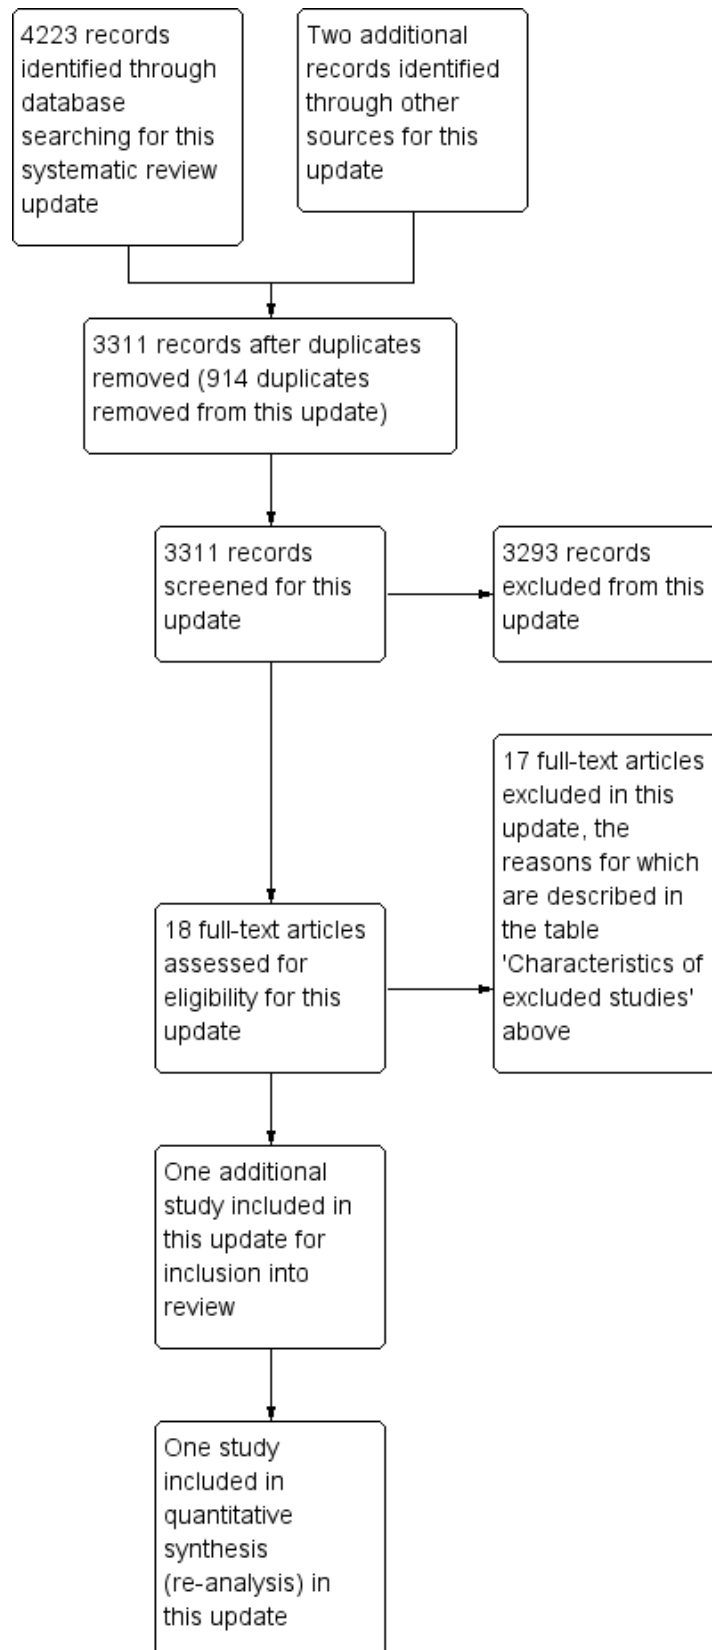 4223 records
identified through
database
searching for this
systematic review
update
Two additional
records identified
through other
sources for this
update
3311 records after duplicates
removed (914 duplicates
removed from this update)
3311 records
screened for this
update
3293 records
excluded from this
update
17 full-text articles
excluded in this
update, the
reasons for which
are described in
the table
'Characteristics of
excluded studies'
above
18 full-text articles
assessed for
eligibility for this
update
One additional
study included in
this update for
inclusion into
review
One study
included in
quantitative
synthesis
(re-analysis) in
this update